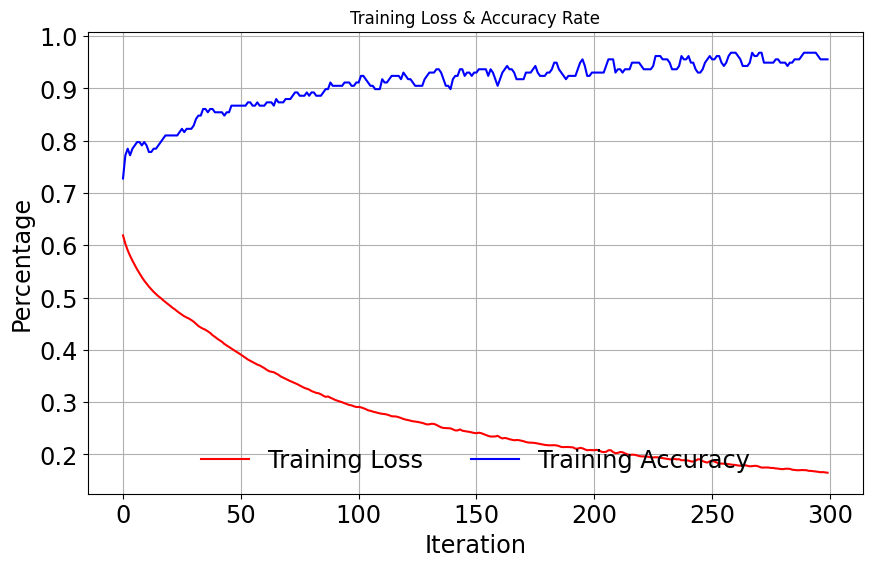 Training Loss & Accuracy Rate
1.0
0.9
0.8
0.7
0.6
0.5
0.4
0.3
0.2
Percentage
Training Loss Training Accuracy
0 50 100 150 200 250 300
Iteration